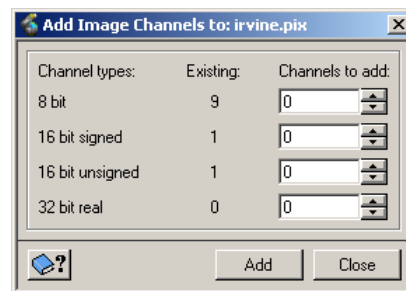 Add Image Channels to: irvine.pix
Channel types: Existing: Channels to add:
8 bit 9 0
16 bit signed 1 0
16 bit unsigned 1 0
32 bit real 0 0
? Add Close